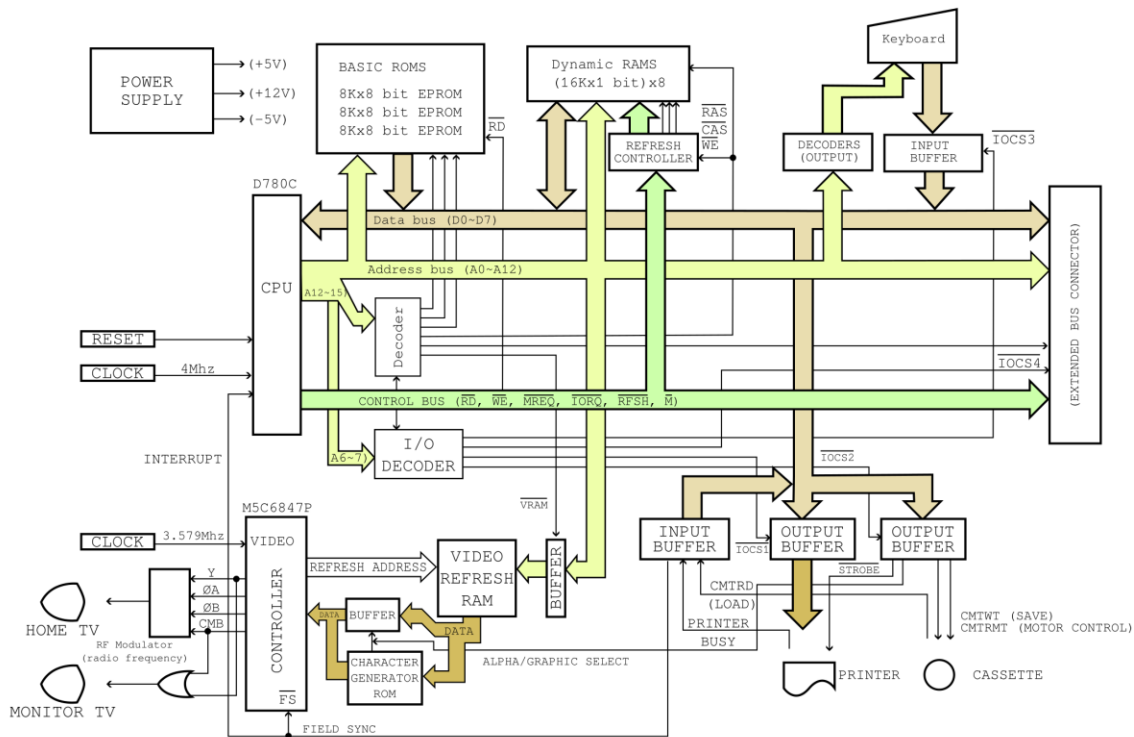 POWER
SUPPLY
(+5V)
(+12V)
(-5V)
BASIC ROMS
8Kx8 bit EPROM
8Kx8 bit EPROM
8Kx8 bit EPROM
RD
Dynamic RAMS
(16Kx1 bit)x8
RAS
CAS
WE
REFRESH
CONTROLLER
Keyboard
DECODERS
(OUTPUT)
INPUT
BUFFER
IOCS3
D780C
CPU
Data bus (D0~D7)
Address bus (A0~A12)
A12~15)
Decoder
(EXTENDED BUS CONNECTOR)
RESET
CLOCK
4Mhz
IOCS4
CONTROL BUS (RD, WE, MREQ, IORQ, RFSH, M)
INTERRUPT
A6~7)
I/O
DECODER
IOCS2
VRAM
M5C6847P
CLOCK
3.579Mhz
VIDEO
CONTROLLER
FS
REFRESH ADDRESS
VIDEO
REFRESH
RAM
BUFFER
INPUT
BUFFER
IOCS1
OUTPUT
BUFFER
OUTPUT
BUFFER
STROBE
Y
ØA
ØB
CMB
HOME TV
RF Modulator
(radio frequency)
MONITOR TV
DATA
BUFFER
DATA
CHARACTER
GENERATOR
ROM
ALPHA/GRAPHIC SELECT
FIELD SYNC
CMTRD
(LOAD)
PRINTER
BUSY
CMTWT (SAVE)
CMTRMT (MOTOR CONTROL)
PRINTER
CASSETTE